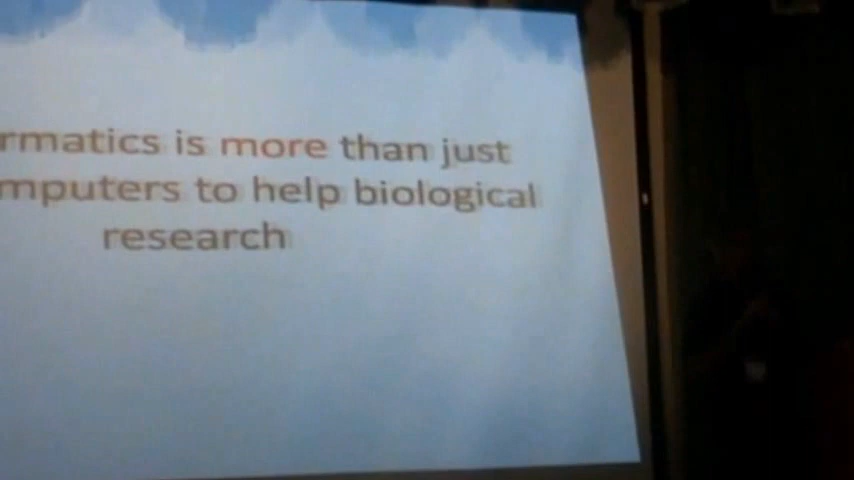 rmatics is more than just
mputers to help biological
research